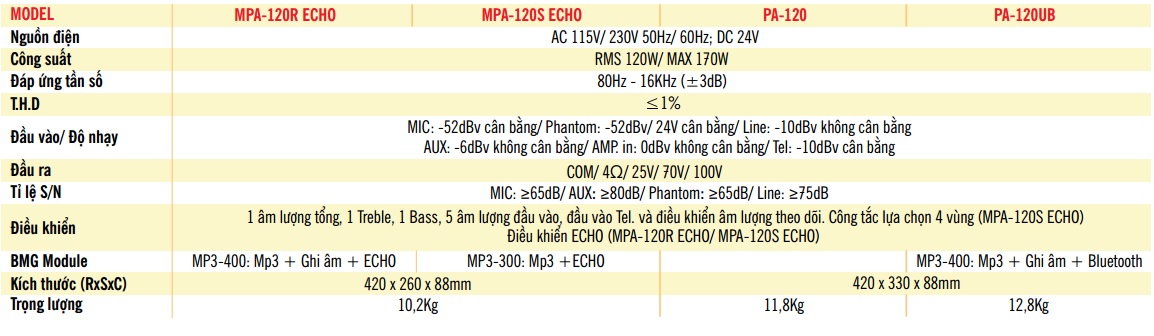 MODEL MPA-120R ECHO MPA-120S ECHO PA-120 PA-120UB
Nguồn điện AC 115V/ 230V 50Hz/ 60Hz; DC 24V
Công suất RMS 120W/ MAX 170W
Đáp ứng tần số 80Hz - 16KHz (±3dB)
T.H.D ≤1%
Đầu vào/ Độ nhạy MIC: -52dBv cân bằng/ Phantom: -52dBv/ 24V cân bằng/ Line: -10dBv không cân bằng
AUX: -6dBv không cân bằng/ AMP. in: 0dBv không cân bằng/ Tel: -10dBv cân bằng
Đầu ra COM/ 4Ω/ 25V/ 70V/ 100V
Tỉ lệ S/N MIC: ≥65dB/ AUX: ≥80dB/ Phantom: ≥65dB/ Line: ≥75dB
Điều khiển 1 âm lượng tổng, 1 Treble, 1 Bass, 5 âm lượng đầu vào, đầu vào Tel. và điều khiển âm lượng theo dõi. Công tắc lựa chọn 4 vùng (MPA-120S ECHO)
Điều khiển ECHO (MPA-120R ECHO/ MPA-120S ECHO)
BMG Module MP3-400: Mp3 + Ghi âm + ECHO MP3-300: Mp3 +ECHO MP3-400: Mp3 + Ghi âm + Bluetooth
Kích thước (RxSxC) 420 x 260 x 88mm 420 x 330 x 88mm
Trọng lượng 10,2Kg 11,8Kg 12,8Kg